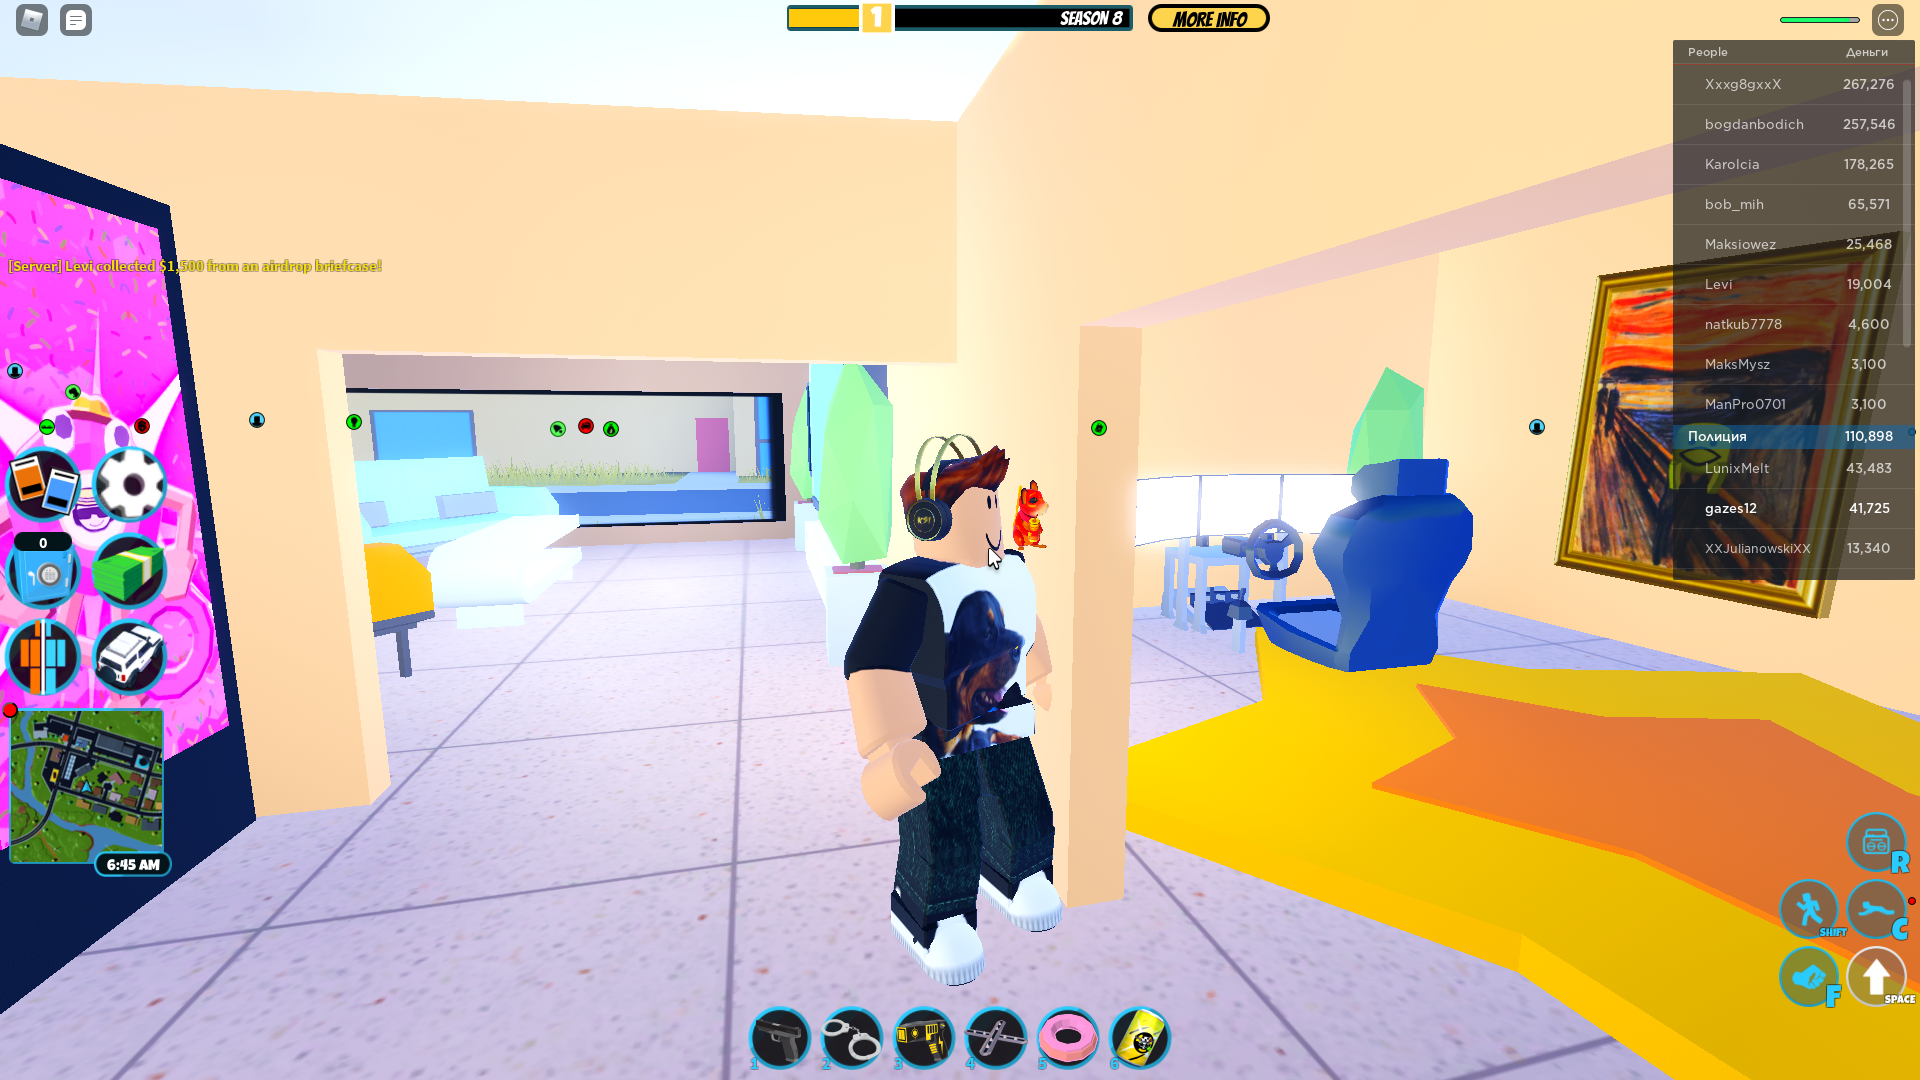 1
SEASON 8
MORE INFO
People Деньги
Xxxg8gxxX 267,276
bogdanbodich 257,546
Karolcia 178,265
bob_mih 65,571
Maksiowez 25,468
Levi 19,004
natkub7778 4,600
MaksMysz 3,100
ManPro0701 3,100
Полиция 110,898
LunixMelt 43,483
gazes12 41,725
XXJulianowskiXX 13,340
[Server] Levi collected $1,500 from an airdrop briefcase!
0
6:45 AM
R
SHIFT
C
F
SPACE
1 2 3 4 5 6